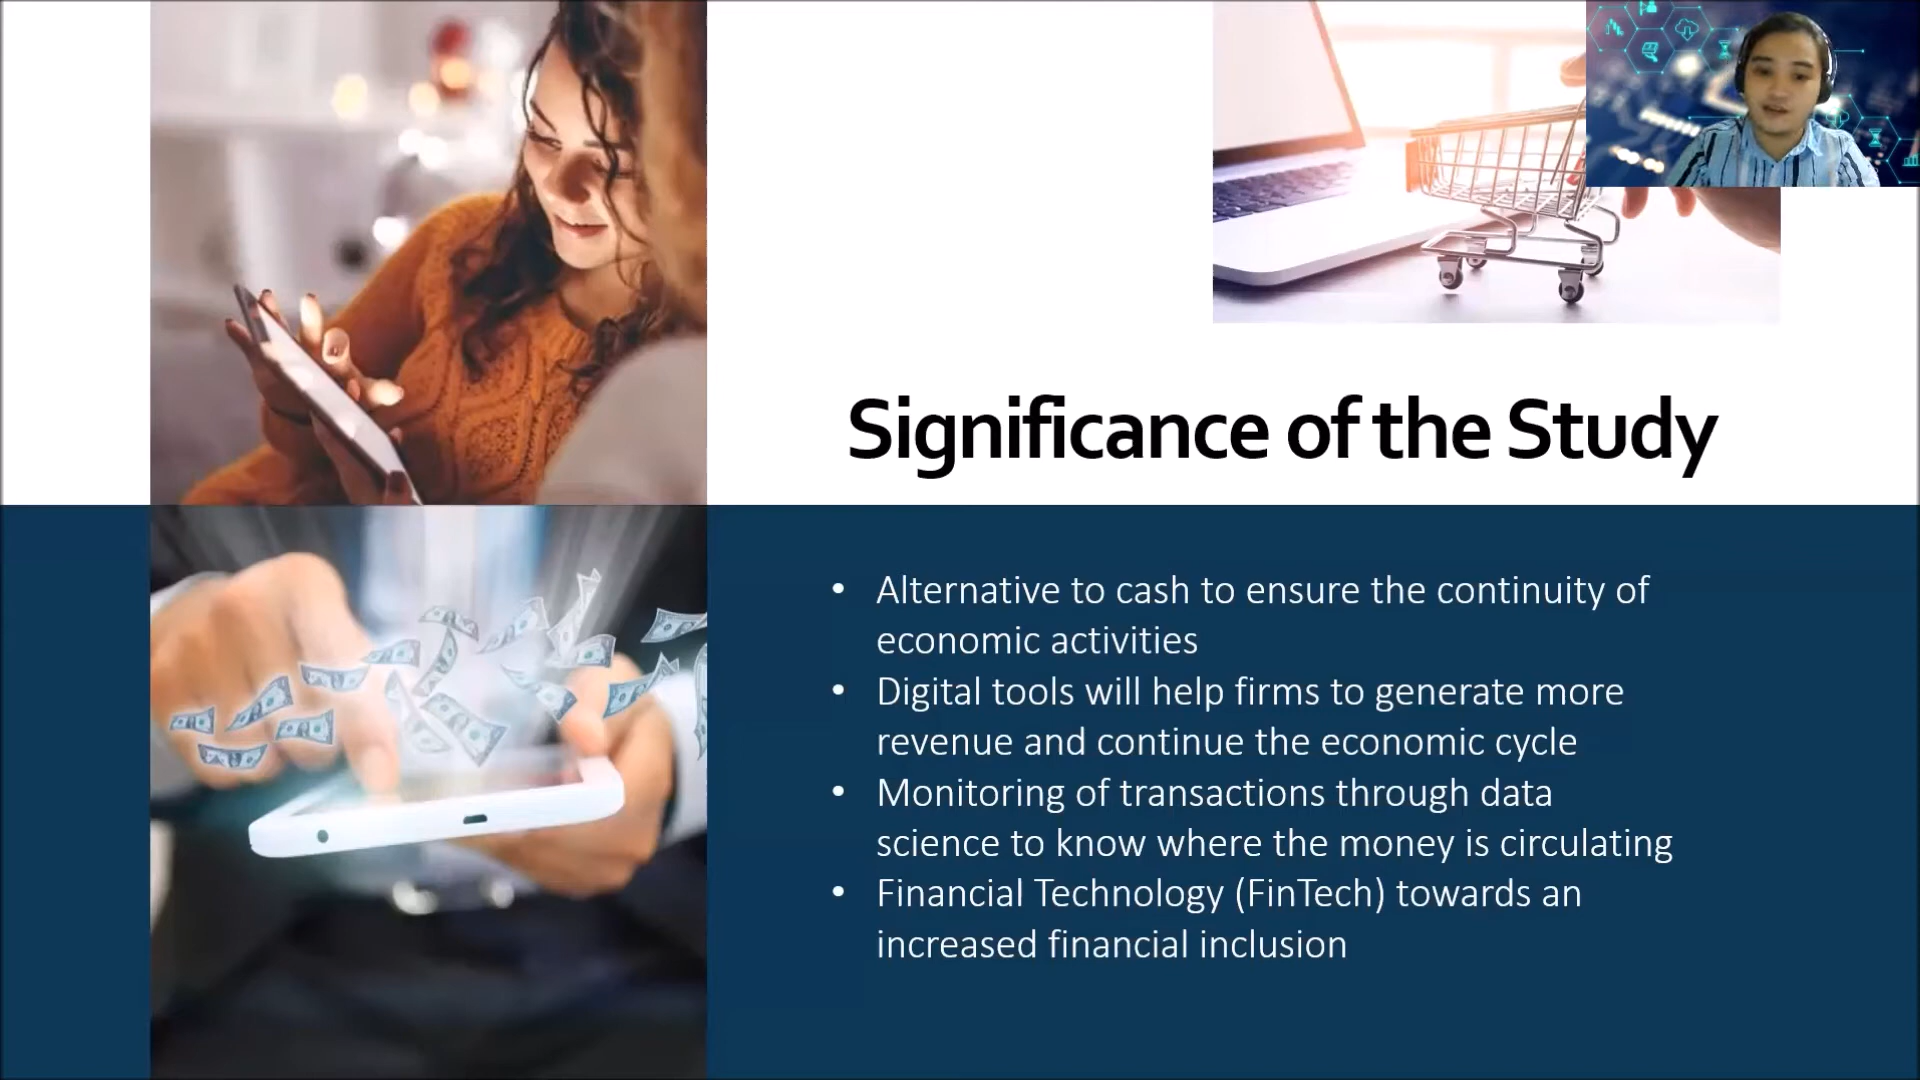 Significance of the Study
• Alternative to cash to ensure the continuity of
economic activities
• Digital tools will help firms to generate more
revenue and continue the economic cycle
• Monitoring of transactions through data
science to know where the money is circulating
• Financial Technology (FinTech) towards an
increased financial inclusion